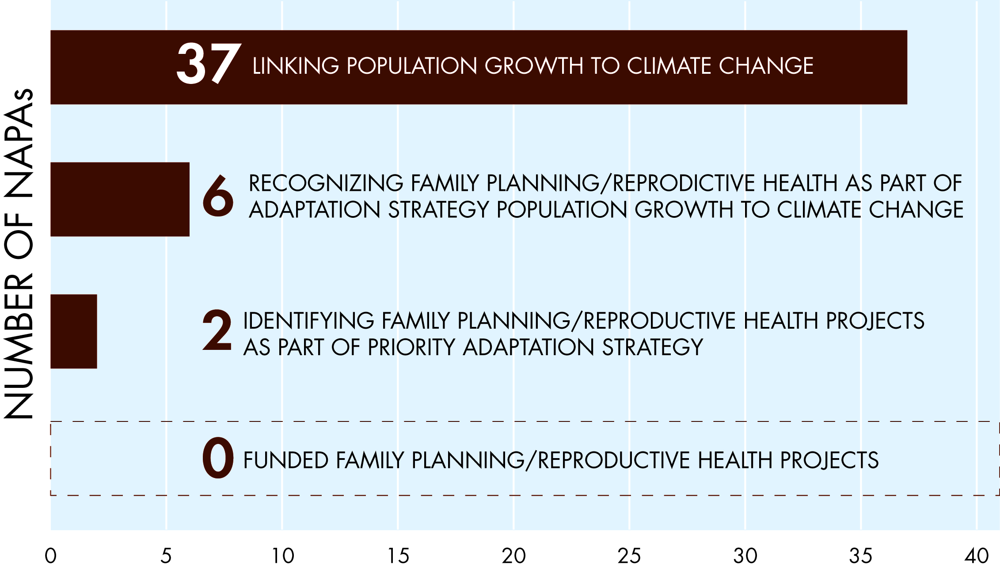 NUMBER OF NAPAs
37 LINKING POPULATION GROWTH TO CLIMATE CHANGE
6 RECOGNIZING FAMILY PLANNING/REPRODICTIVE HEALTH AS PART OF
ADAPTATION STRATEGY POPULATION GROWTH TO CLIMATE CHANGE
2 IDENTIFYING FAMILY PLANNING/REPRODUCTIVE HEALTH PROJECTS
AS PART OF PRIORITY ADAPTATION STRATEGY
0 FUNDED FAMILY PLANNING/REPRODUCTIVE HEALTH PROJECTS
0 5 10 15 20 25 30 35 40